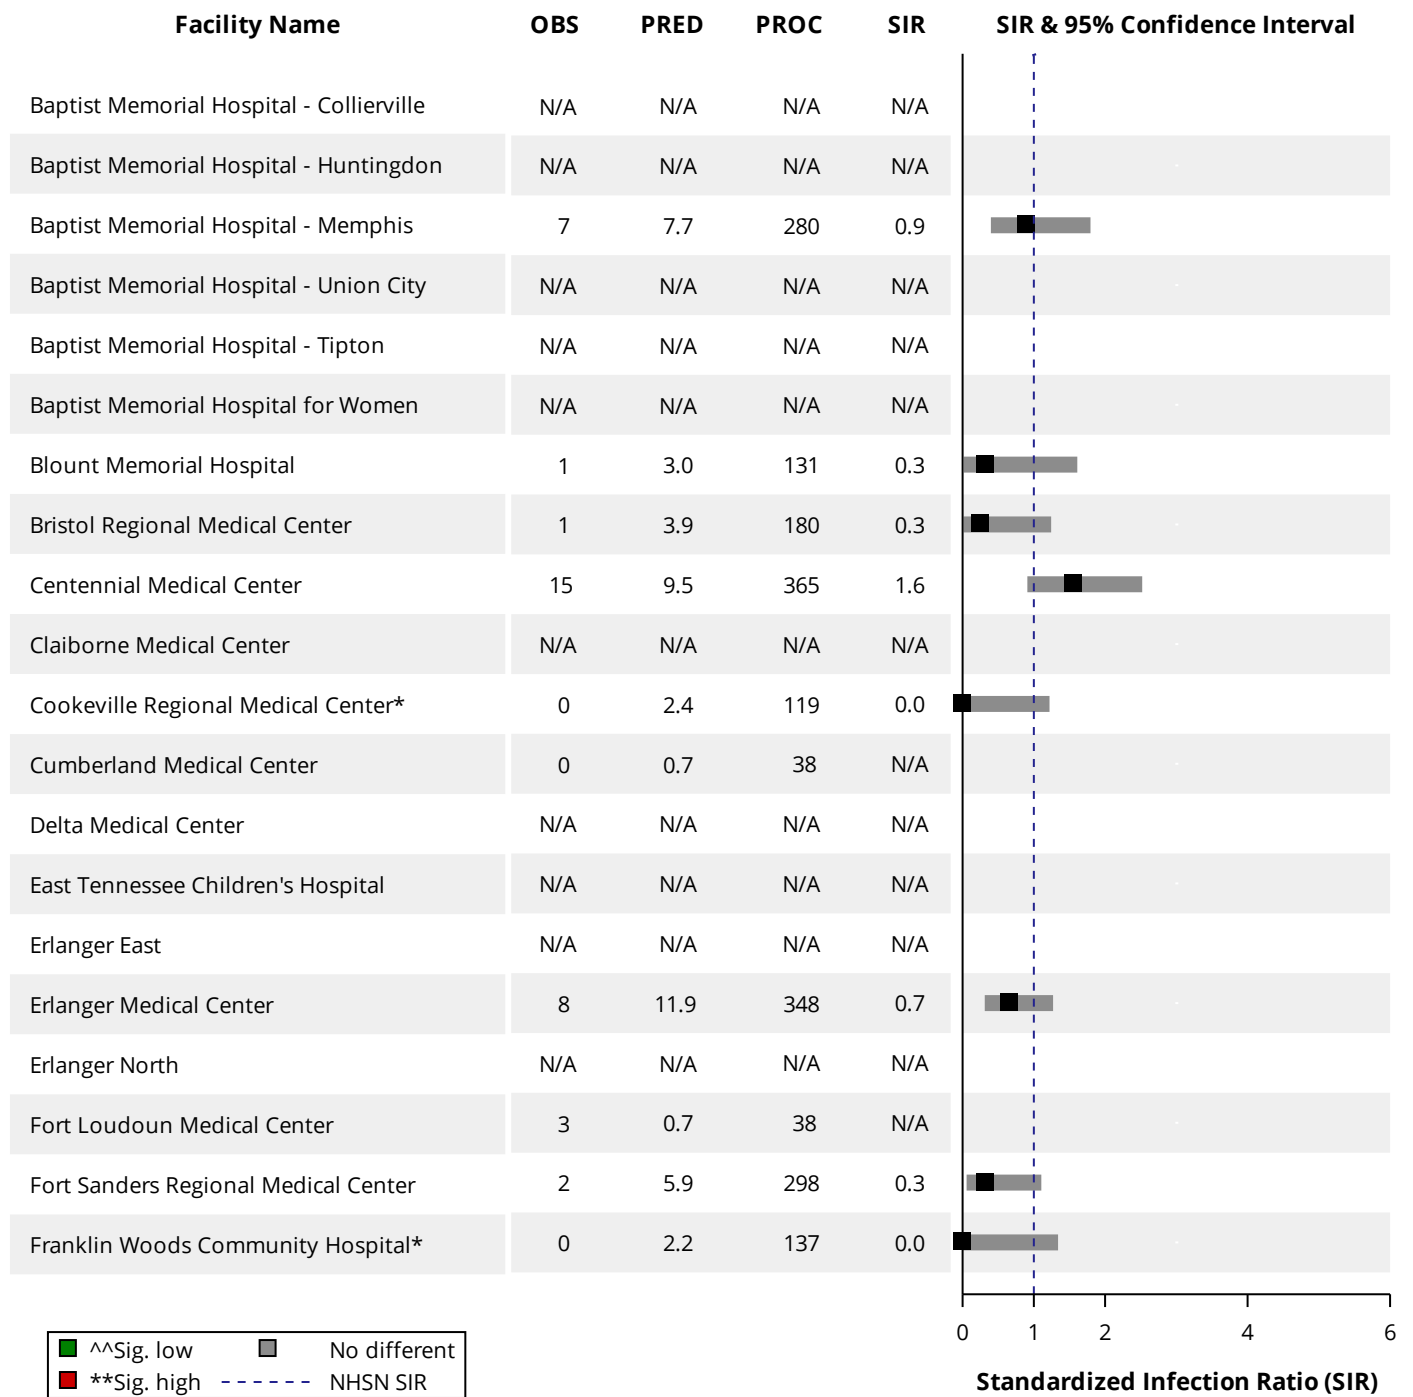 Facility Name OBS PRED PROC SIR SIR & 95% Confidence Interval
Baptist Memorial Hospital - Collierville N/A N/A N/A N/A
Baptist Memorial Hospital - Huntingdon N/A N/A N/A N/A
Baptist Memorial Hospital - Memphis 7 7.7 280 0.9
Baptist Memorial Hospital - Union City N/A N/A N/A N/A
Baptist Memorial Hospital - Tipton N/A N/A N/A N/A
Baptist Memorial Hospital for Women N/A N/A N/A N/A
Blount Memorial Hospital 1 3.0 131 0.3
Bristol Regional Medical Center 1 3.9 180 0.3
Centennial Medical Center 15 9.5 365 1.6
Claiborne Medical Center N/A N/A N/A N/A
Cookeville Regional Medical Center* 0 2.4 119 0.0
Cumberland Medical Center 0 0.7 38 N/A
Delta Medical Center N/A N/A N/A N/A
East Tennessee Children's Hospital N/A N/A N/A N/A
Erlanger East N/A N/A N/A N/A
Erlanger Medical Center 8 11.9 348 0.7
Erlanger North N/A N/A N/A N/A
Fort Loudoun Medical Center 3 0.7 38 N/A
Fort Sanders Regional Medical Center 2 5.9 298 0.3
Franklin Woods Community Hospital* 0 2.2 137 0.0
0 1 2 4 6
Standardized Infection Ratio (SIR)
^^Sig. low No different
**Sig. high NHSN SIR